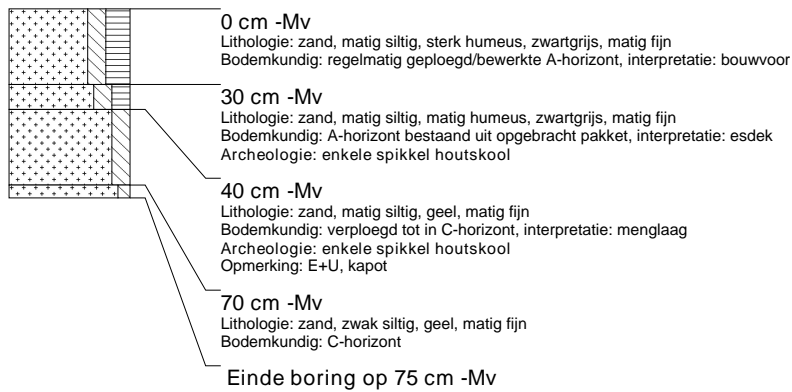 0 cm -Mv
Lithologie: zand, matig siltig, sterk humeus, zwartgrijs, matig fijn
Bodemkundig: regelmatig geploegd/bewerkte A-horizont, interpretatie: bouwvoor
30 cm -Mv
Lithologie: zand, matig siltig, matig humeus, zwartgrijs, matig fijn
Bodemkundig: A-horizont bestaand uit opgebracht pakket, interpretatie: esdek
Archeologie: enkele spikkel houtskool
40 cm -Mv
Lithologie: zand, matig siltig, geel, matig fijn
Bodemkundig: verploegd tot in C-horizont, interpretatie: menglaag
Archeologie: enkele spikkel houtskool
Opmerking: E+U, kapot
70 cm -Mv
Lithologie: zand, zwak siltig, geel, matig fijn
Bodemkundig: C-horizont
Einde boring op 75 cm -Mv